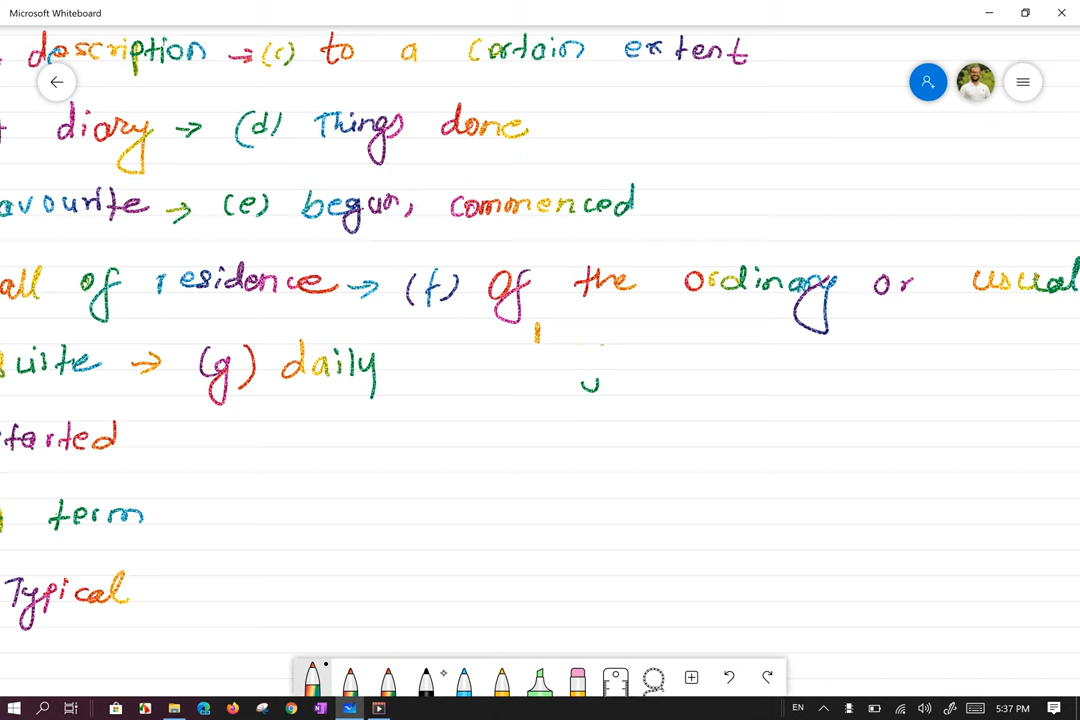 Microsoft Whiteboard
description → (c) to a certain extent
diary → (d) Things done
avourite → (e) begun, commenced
all of residence → (f) Of the ordinary or usual
uite → (g) daily
tarted
term
Typical
EN 5:37 PM